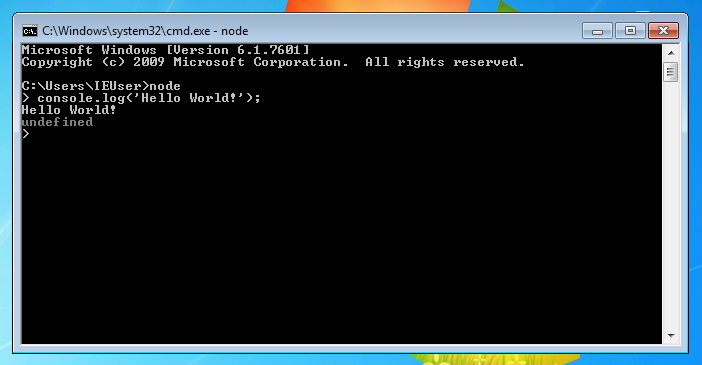 C:\Windows\system32\cmd.exe - node
Microsoft Windows [Version 6.1.7601]
Copyright (c) 2009 Microsoft Corporation.  All rights reserved.
C:\Users\IEUser>node
> console.log('Hello World!');
Hello World!
undefined
>